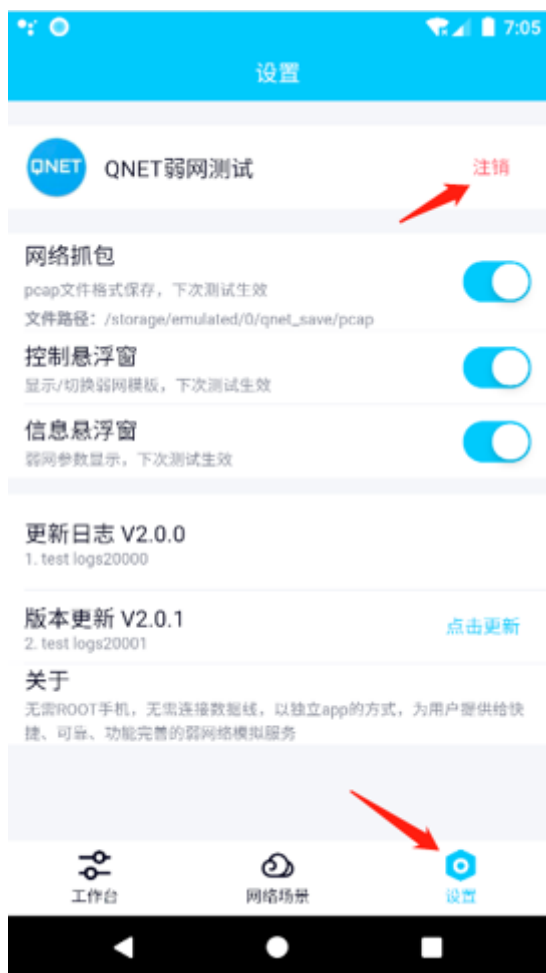 7:05
设置
QNET
QNET弱网测试
注销
网络抓包
pcap文件格式保存，下次测试生效
文件路径：/storage/emulated/0/qnet_save/pcap
控制悬浮窗
显示/切换弱网模板，下次测试生效
信息悬浮窗
弱网参数显示，下次测试生效
更新日志 V2.0.0
1. test logs20000
版本更新 V2.0.1
点击更新
2. test logs20001
关于
无需ROOT手机，无需连接数据线，以独立app的方式，为用户提供给快
捷、可靠、功能完善的弱网络模拟服务
工作台
网络场景
设置